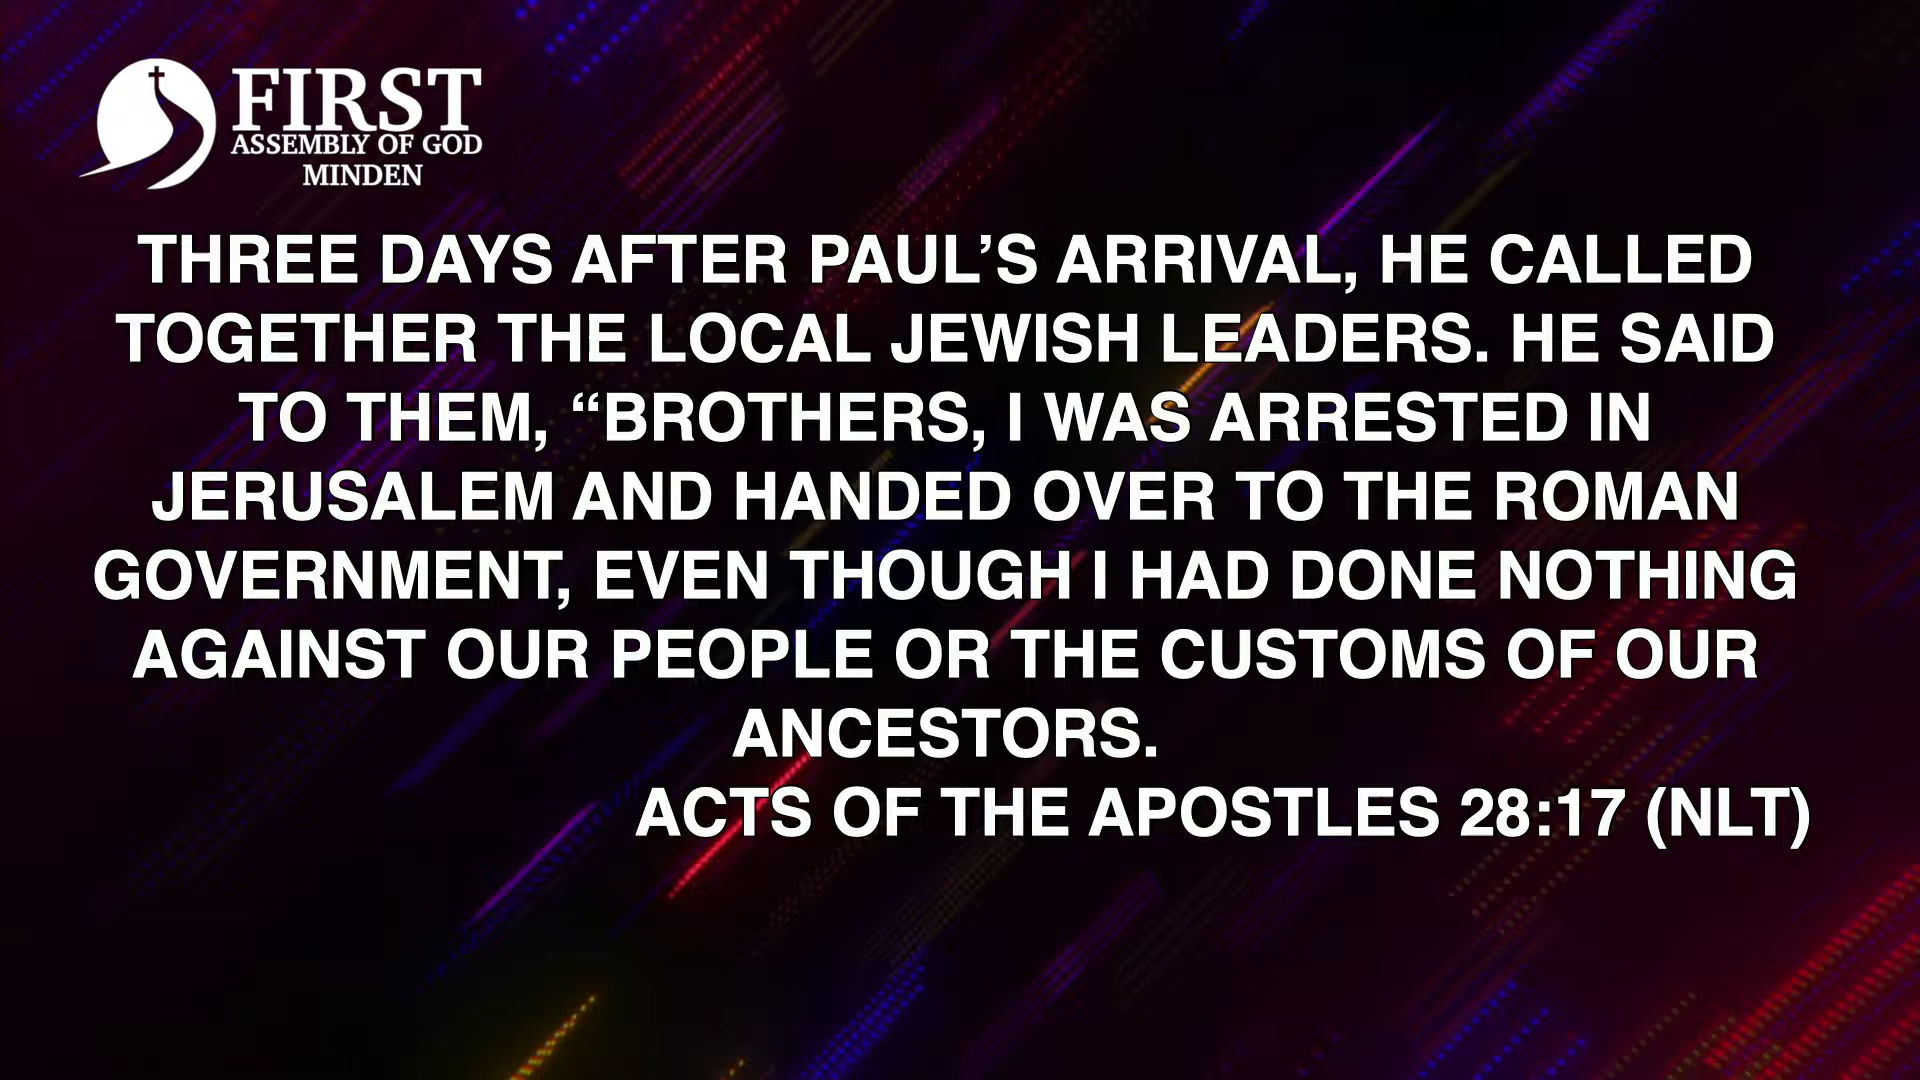 FIRST
ASSEMBLY OF GOD
MINDEN
THREE DAYS AFTER PAUL’S ARRIVAL, HE CALLED
TOGETHER THE LOCAL JEWISH LEADERS. HE SAID
TO THEM, “BROTHERS, I WAS ARRESTED IN
JERUSALEM AND HANDED OVER TO THE ROMAN
GOVERNMENT, EVEN THOUGH I HAD DONE NOTHING
AGAINST OUR PEOPLE OR THE CUSTOMS OF OUR
ANCESTORS.
ACTS OF THE APOSTLES 28:17 (NLT)